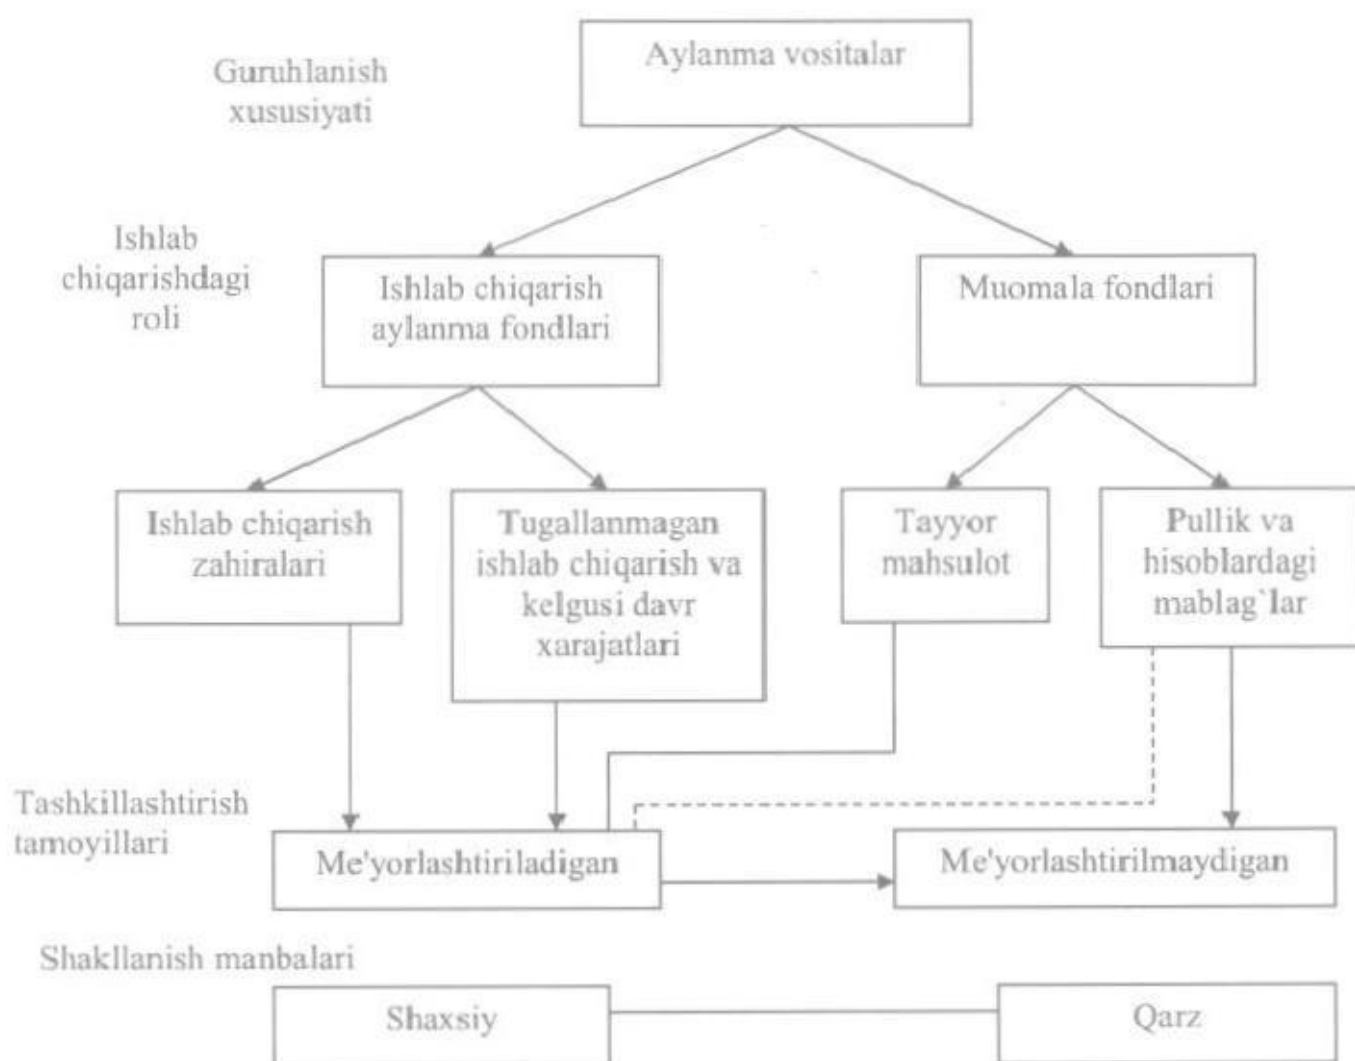 Aylanma vositalar
Guruhlanish
xususiyati
Ishlab
chiqarishdagi
roli
Ishlab chiqarish
aylanma fondlari
Muomala fondlari
Ishlab chiqarish
zahiralari
Tugallanmagan
ishlab chiqarish va
kelgusi davr
xarajatlari
Tayyor
mahsulot
Pullik va
hisoblardagi
mablag`lar
Tashkillashtirish
tamoyillari
Me'yorlashtiriladigan
Me'yorlashtirilmaydigan
Shakllanish manbalari
Shaxsiy
Qarz